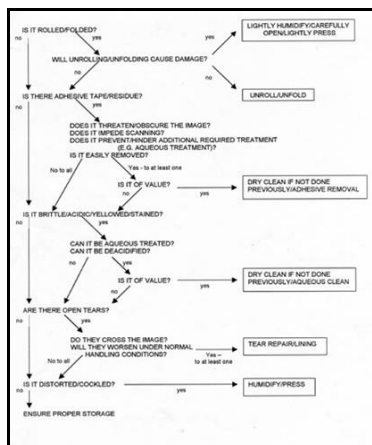 IS IT ROLLED/FOLDED?
no
yes
LIGHTLY HUMIDIFY/CAREFULLY
OPEN/LIGHTLY PRESS
yes
WILL UNROLLING/UNFOLDING CAUSE DAMAGE?
no
no
UNROLL/UNFOLD
IS THERE ADHESIVE TAPE/RESIDUE?
no
yes
DOES IT THREATEN/OBSCURE THE IMAGE?
DOES IT IMPEDE SCANNING?
DOES IT PREVENT/HINDER ADDITIONAL REQUIRED TREATMENT
(E.G. AQUEOUS TREATMENT)?
IS IT EASILY REMOVED?
No to all
Yes - to at least one
IS IT OF VALUE?
yes
DRY CLEAN IF NOT DONE
PREVIOUSLY/ADHESIVE REMOVAL
no
IS IT BRITTLE/ACIDIC/YELLOWED/STAINED?
no
yes
CAN IT BE AQUEOUS TREATED?
CAN IT BE DEACIDIFIED?
no
yes
IS IT OF VALUE?
yes
DRY CLEAN IF NOT DONE
PREVIOUSLY/AQUEOUS CLEAN
no
ARE THERE OPEN TEARS?
no
yes
DO THEY CROSS THE IMAGE?
WILL THEY WORSEN UNDER NORMAL
HANDLING CONDITIONS?
TEAR REPAIR/LINING
No to all
Yes –
to at least one
IS IT DISTORTED/COCKLED?
yes
HUMIDIFY/PRESS
no
ENSURE PROPER STORAGE